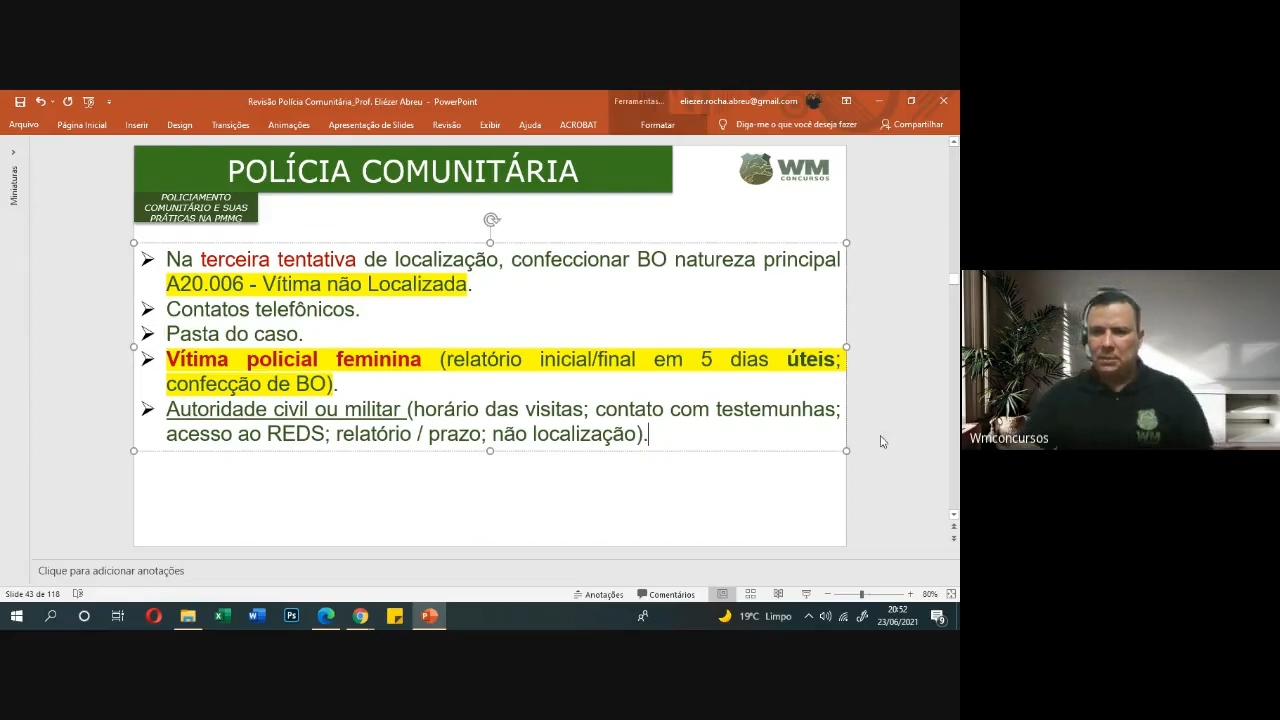 Revisão Polícia Comunitária_Prof. Eliézer Abreu - PowerPoint
Ferramentas...
eliezer.rocha.abreu@gmail.com
Arquivo Página Inicial Inserir Design Transições Animações Apresentação de Slides Revisão Exibir Ajuda ACROBAT Formatar Diga-me o que você deseja fazer Compartilhar
Miniaturas
POLÍCIA COMUNITÁRIA
WM
CONCURSOS
POLICIAMENTO
COMUNITÁRIO E SUAS
PRÁTICAS NA PMMG
Na terceira tentativa de localização, confeccionar BO natureza principal
A20.006 - Vítima não Localizada.
Contatos telefônicos.
Pasta do caso.
Vítima policial feminina (relatório inicial/final em 5 dias úteis;
confecção de BO).
Autoridade civil ou militar (horário das visitas; contato com testemunhas;
acesso ao REDS; relatório / prazo; não localização).
Wmconcursos
Clique para adicionar anotações
Slide 43 de 118 Anotações Comentários 80%
19°C Limpo
20:52
23/06/2021
9